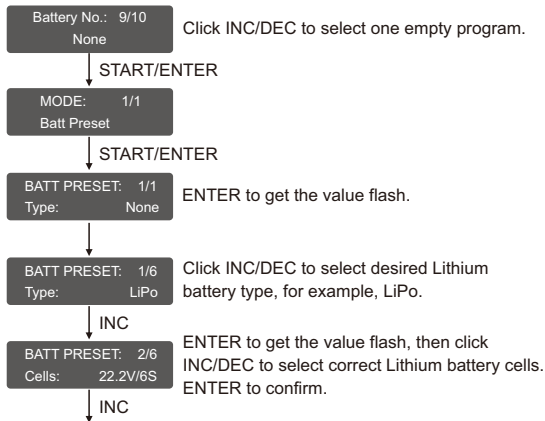 Battery No.: 9/10
None
Click INC/DEC to select one empty program.
START/ENTER
MODE: 1/1
Batt Preset
START/ENTER
BATT PRESET: 1/1
Type: None
ENTER to get the value flash.
BATT PRESET: 1/6
Type: LiPo
Click INC/DEC to select desired Lithium
battery type, for example, LiPo.
INC
BATT PRESET: 2/6
Cells: 22.2V/6S
ENTER to get the value flash, then click
INC/DEC to select correct Lithium battery cells.
ENTER to confirm.
INC